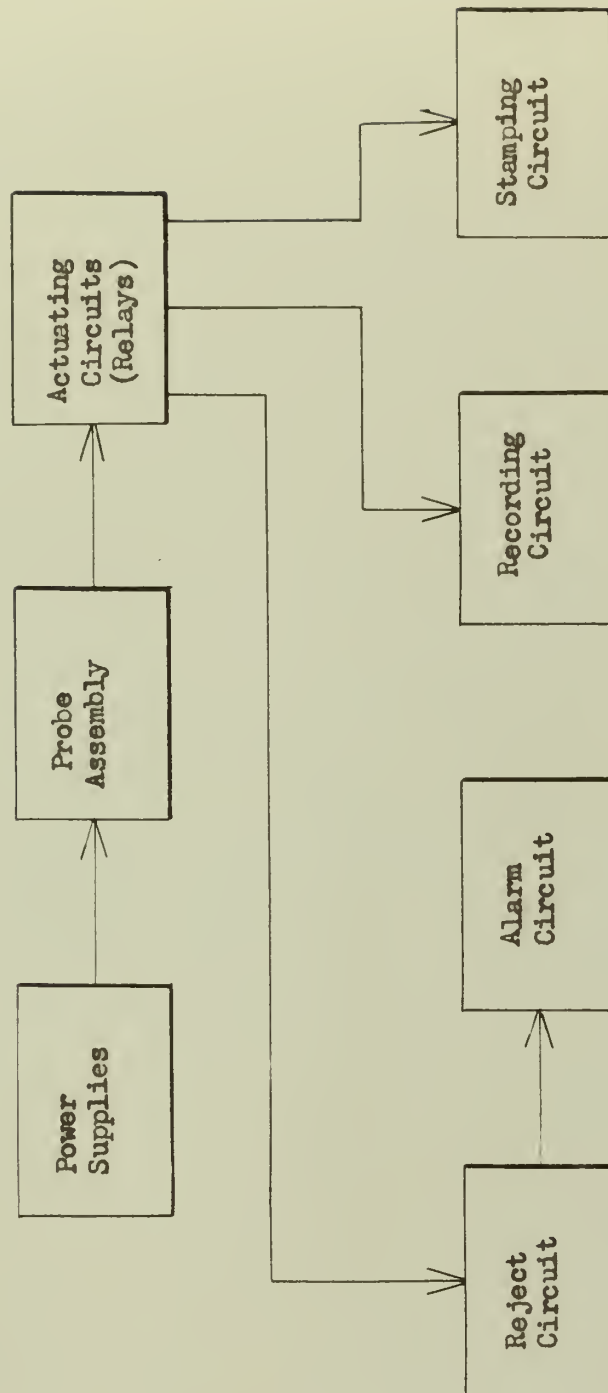 Power
Supplies
Probe
Assembly
Actuating
Circuits
(Relays)
Reject
Circuit
Alarm
Circuit
Recording
Circuit
Stamping
Circuit